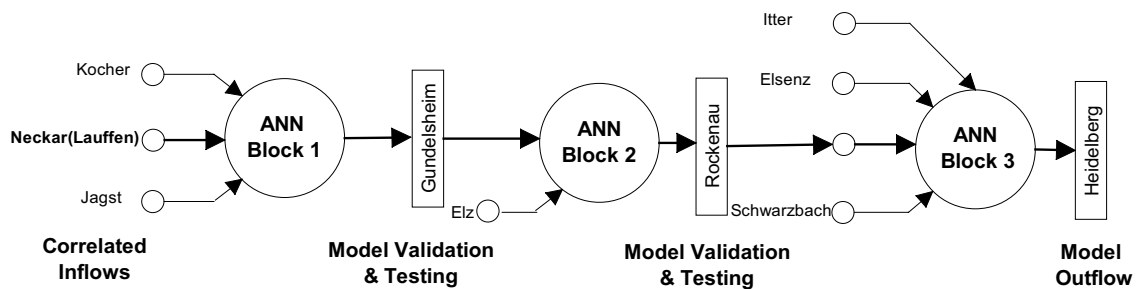 Kocher
Neckar(Lauffen)
Jagst
Correlated
Inflows
ANN
Block 1
Gundelsheim
Model Validation
& Testing
Elz
ANN
Block 2
Rockenau
Model Validation
& Testing
Itter
Elsenz
Schwarzbach
ANN
Block 3
Heidelberg
Model
Outflow